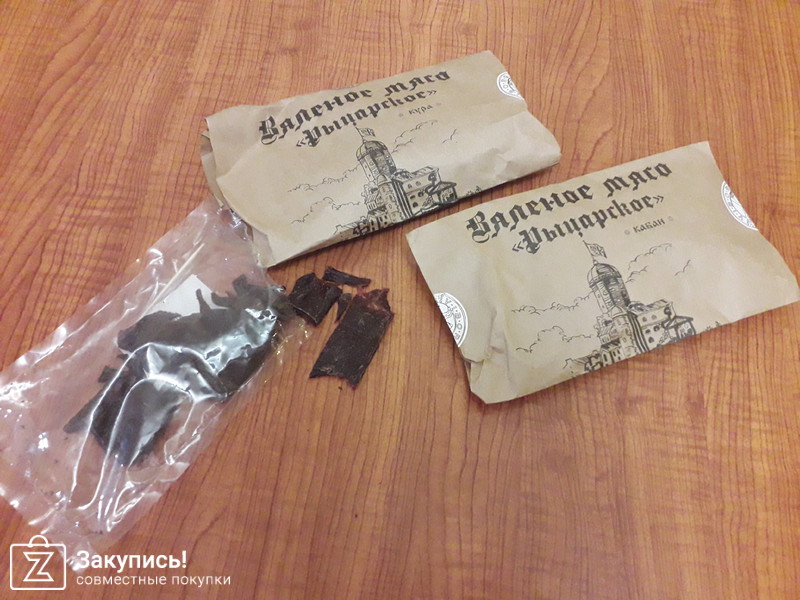 Вяленое мясо
«Рыцарское»
КУРА
Вяленое мясо
«Рыцарское»
КАБАН
Закупись!
совместные покупки